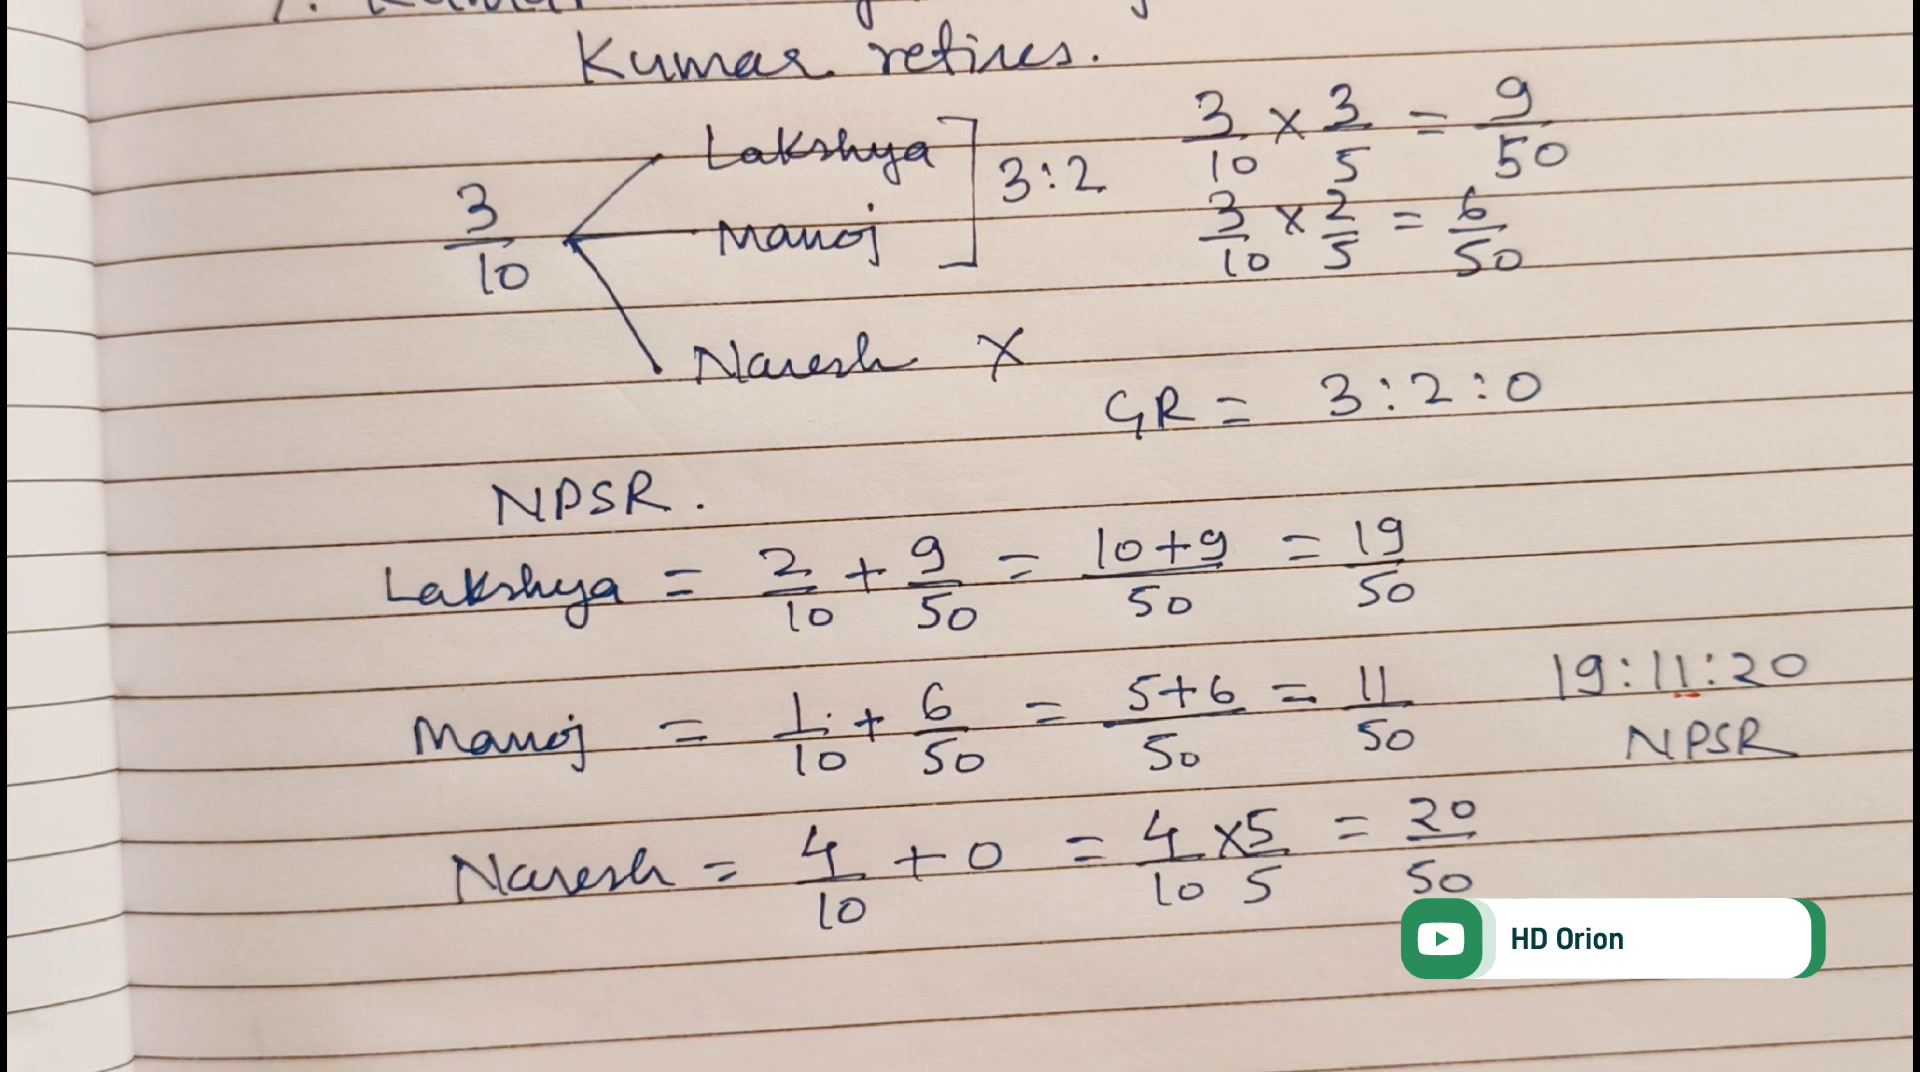 Kumar retires.
3/10
Lakshya ] 3:2
Manoj
Naresh X
3/10 × 3/5 = 9/50
3/10 × 2/5 = 6/50
GR = 3:2:0
NPSR.
Lakshya = 2/10 + 9/50 = 10+9/50 = 19/50
Manoj = 1/10 + 6/50 = 5+6/50 = 11/50
19:11:20
NPSR
Naresh = 4/10 + 0 = 4/10 × 5/5 = 20/50
HD Orion